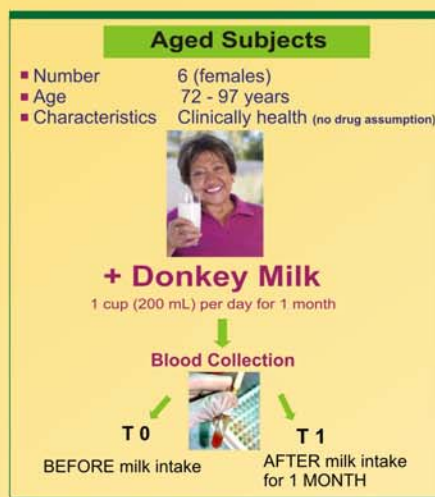 Aged Subjects
▪ Number 6 (females)
▪ Age 72 - 97 years
▪ Characteristics Clinically health (no drug assumption)
+ Donkey Milk
1 cup (200 mL) per day for 1 month
Blood Collection
T 0
BEFORE milk intake
T 1
AFTER milk intake
for 1 MONTH